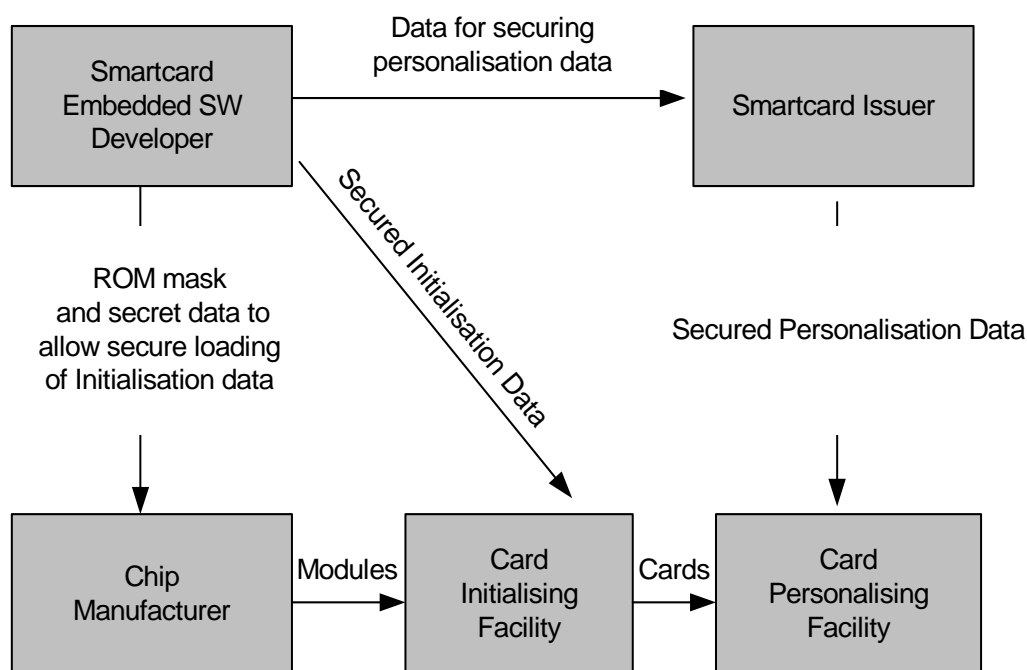 Data for securing
personalisation data
Smartcard
Embedded SW
Developer
Smartcard Issuer
Secured Initialisation Data
ROM mask
and secret data to
allow secure loading
of Initialisation data
Secured Personalisation Data
Chip
Manufacturer
Modules
Card
Initialising
Facility
Cards
Card
Personalising
Facility